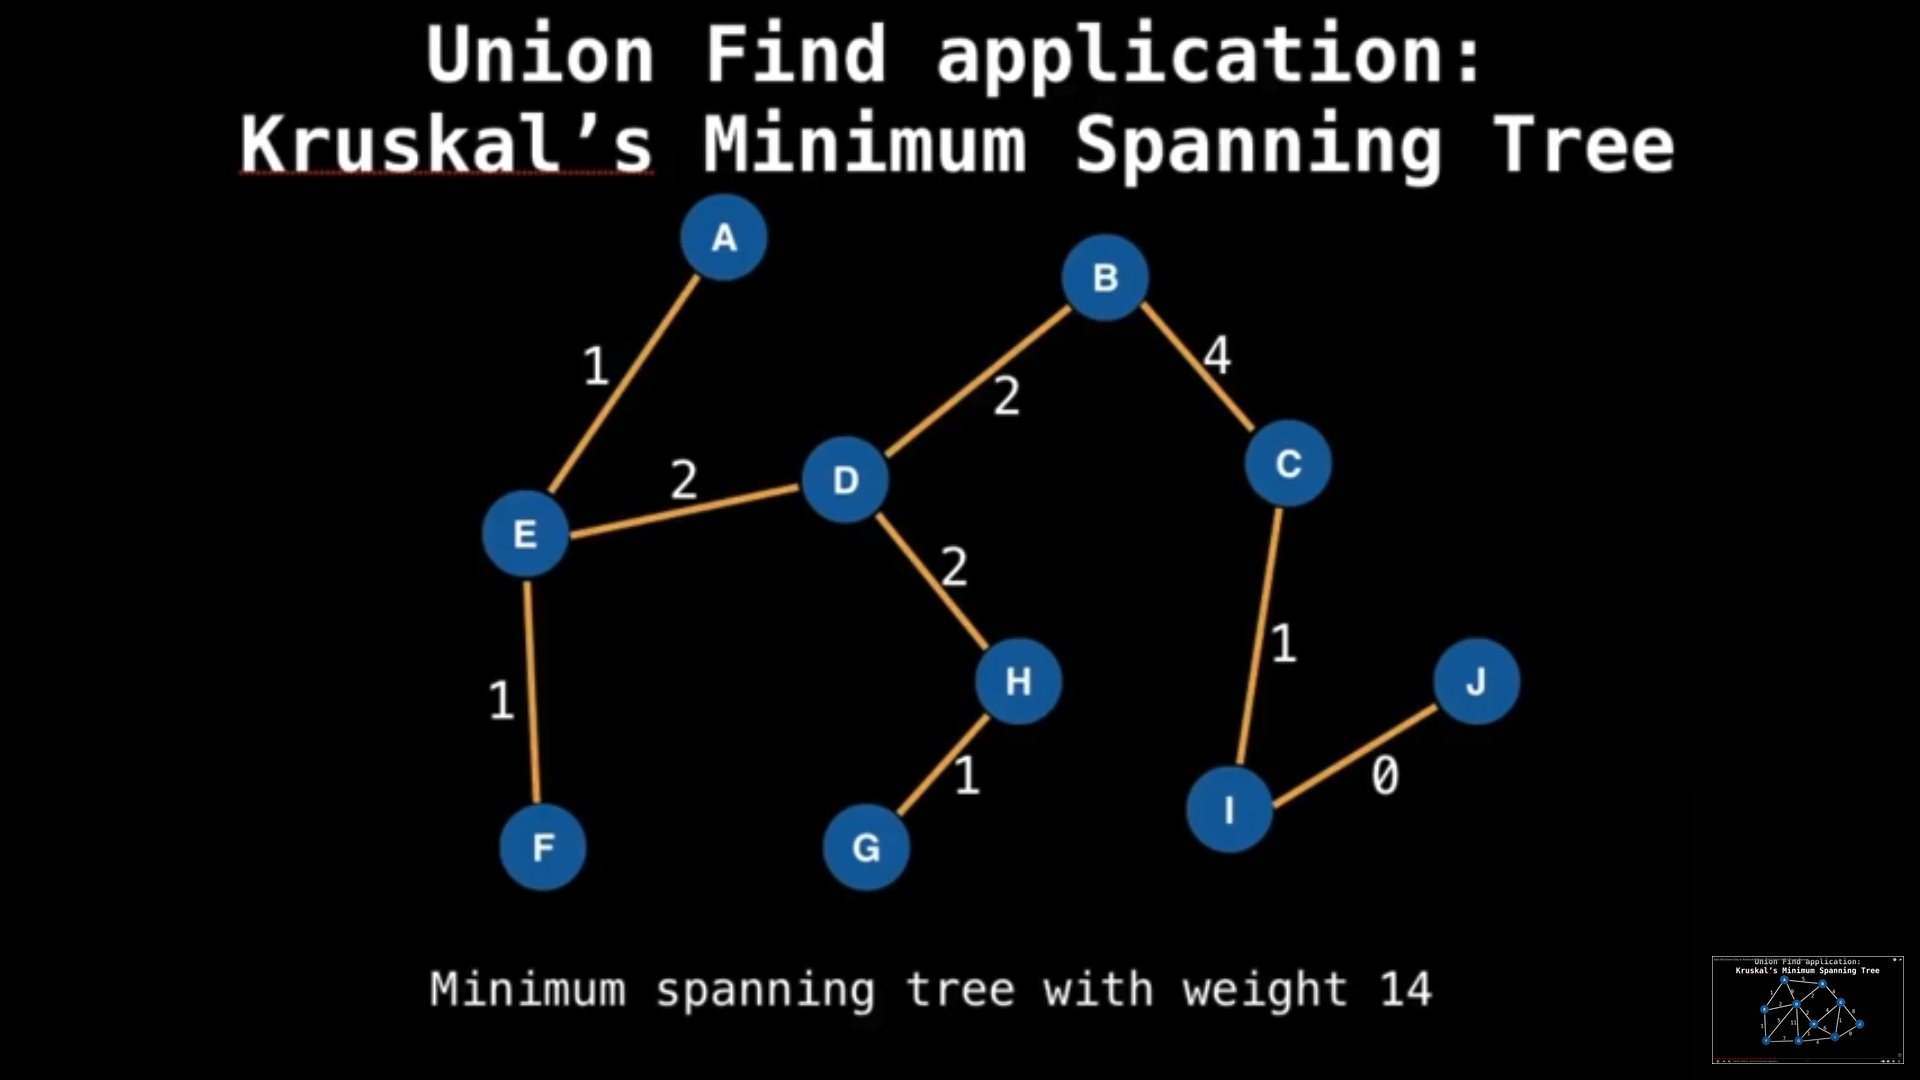 Union Find application:
Kruskal’s Minimum Spanning Tree
A
B
1
4
2
C
2
D
E
2
1
H
J
1
1
0
I
F
G
Minimum spanning tree with weight 14
Union Find application:
Kruskal’s Minimum Spanning Tree